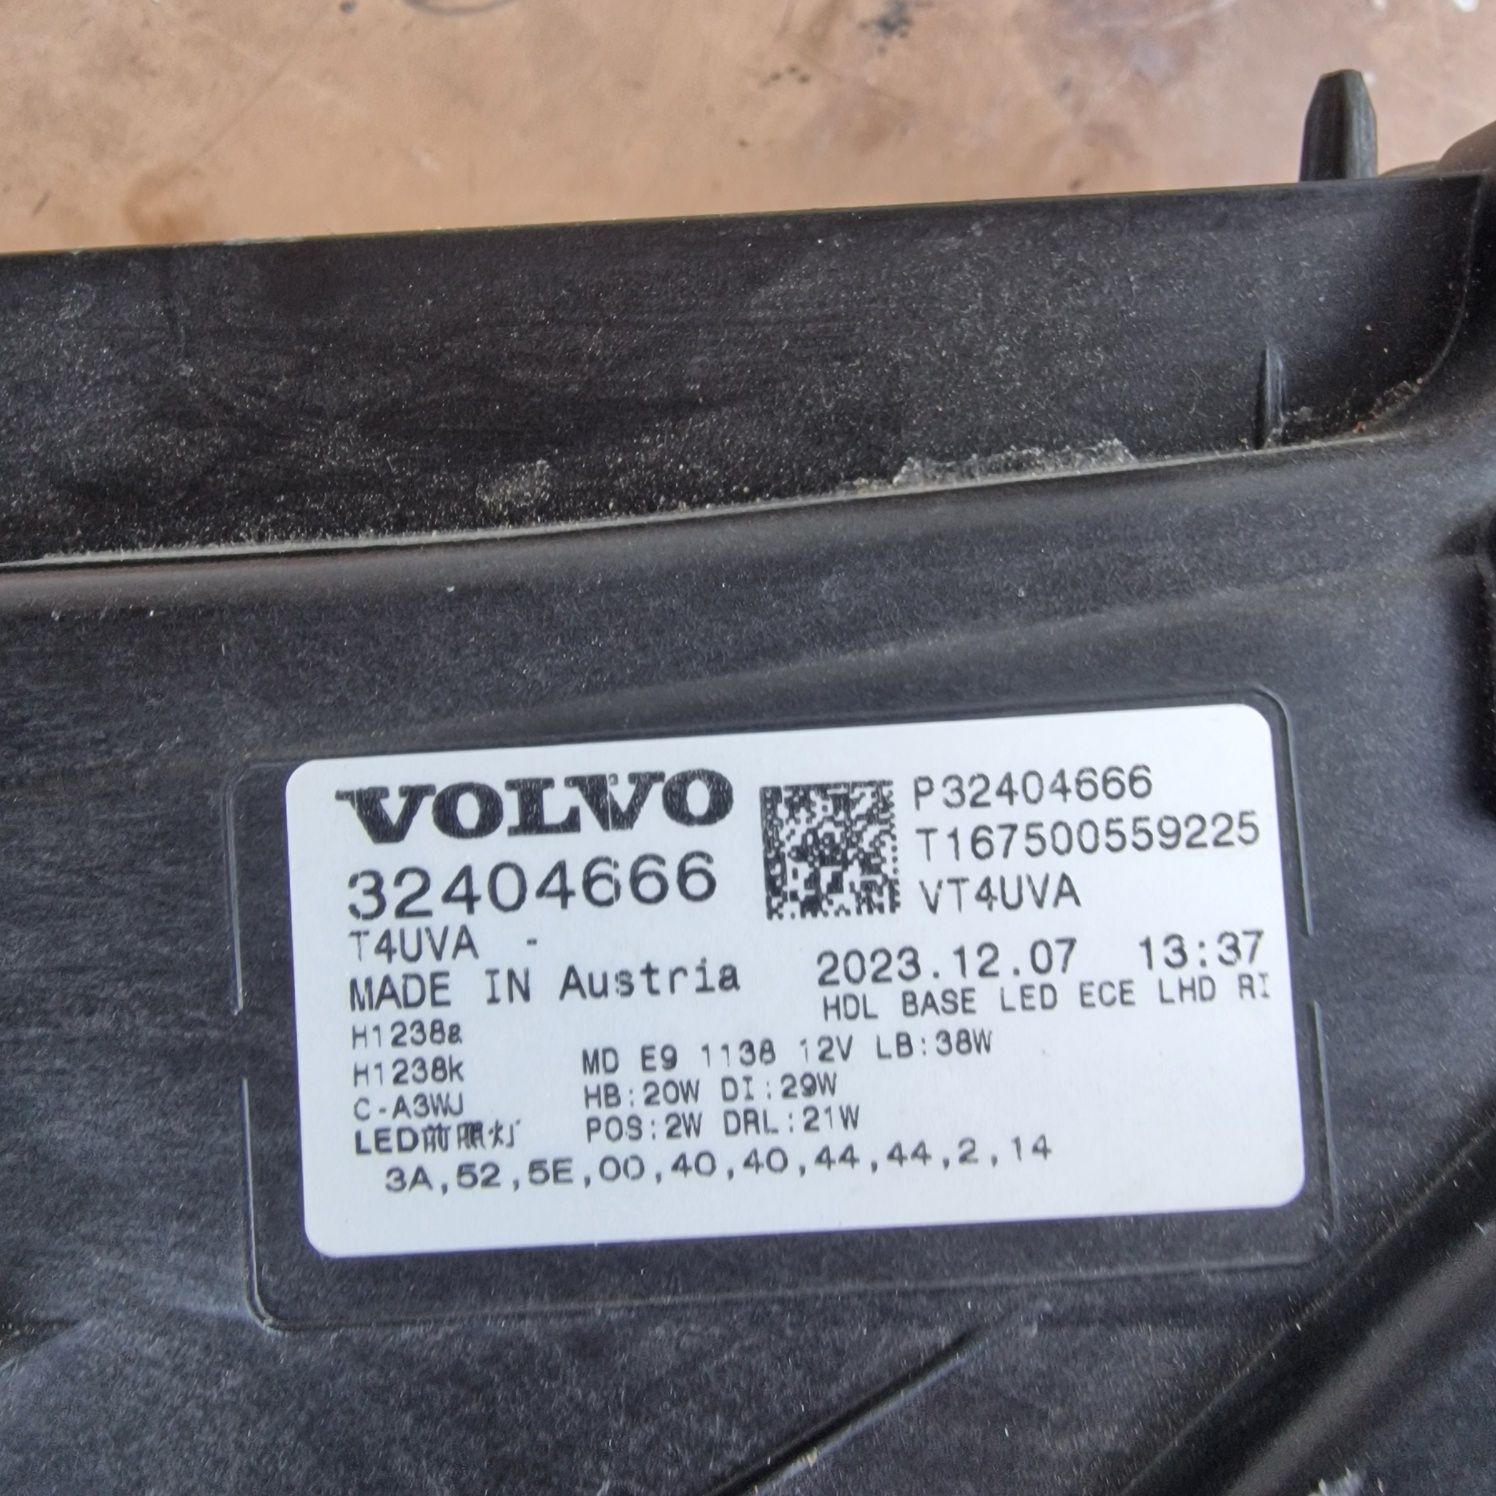 VOLVO
32404666
T4UVA -
MADE IN Austria
P32404666
T167500559225
VT4UVA
2023.12.07 13:37
HDL BASE LED ECE LHD RI
H1238a
H1238k
C-A3WJ
LED前照灯
MD E9 1138 12V LB:38W
HB:20W DI:29W
POS:2W DRL:21W
3A,52,5E,00,40,40,44,44,2,14